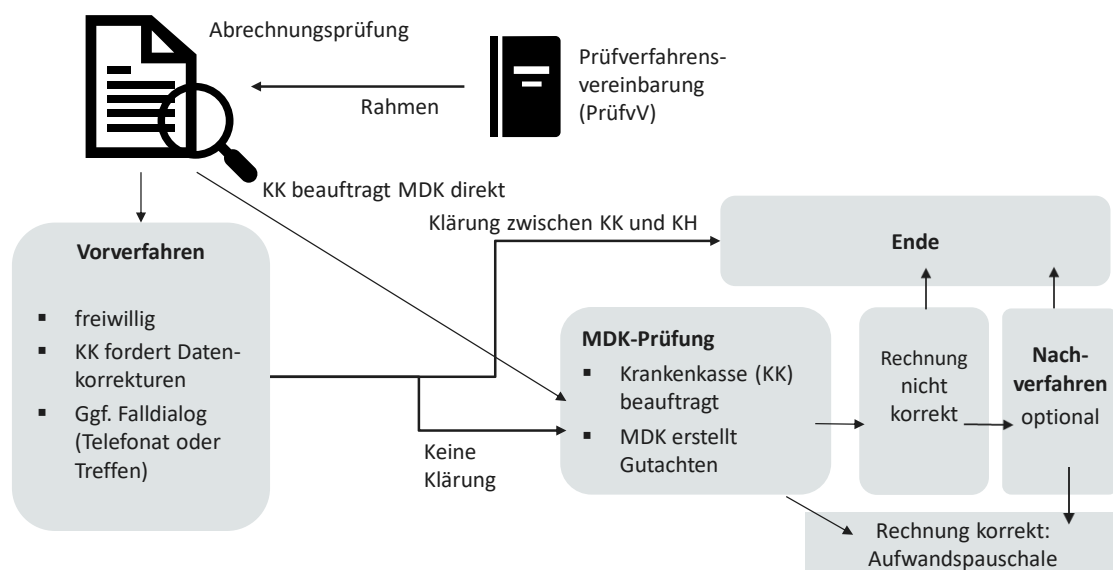 Abrechnungsprüfung
Prüfverfahrens-
vereinbarung
(PrüfvV)
Rahmen
KK beauftragt MDK direkt
Klärung zwischen KK und KH
Ende
Vorverfahren
▪ freiwillig
▪ KK fordert Daten-
korrekturen
▪ Ggf. Falldialog
(Telefonat oder
Treffen)
Keine
Klärung
MDK-Prüfung
▪ Krankenkasse (KK)
beauftragt
▪ MDK erstellt
Gutachten
Rechnung
nicht
korrekt
Nach-
verfahren
optional
Rechnung korrekt:
Aufwandspauschale